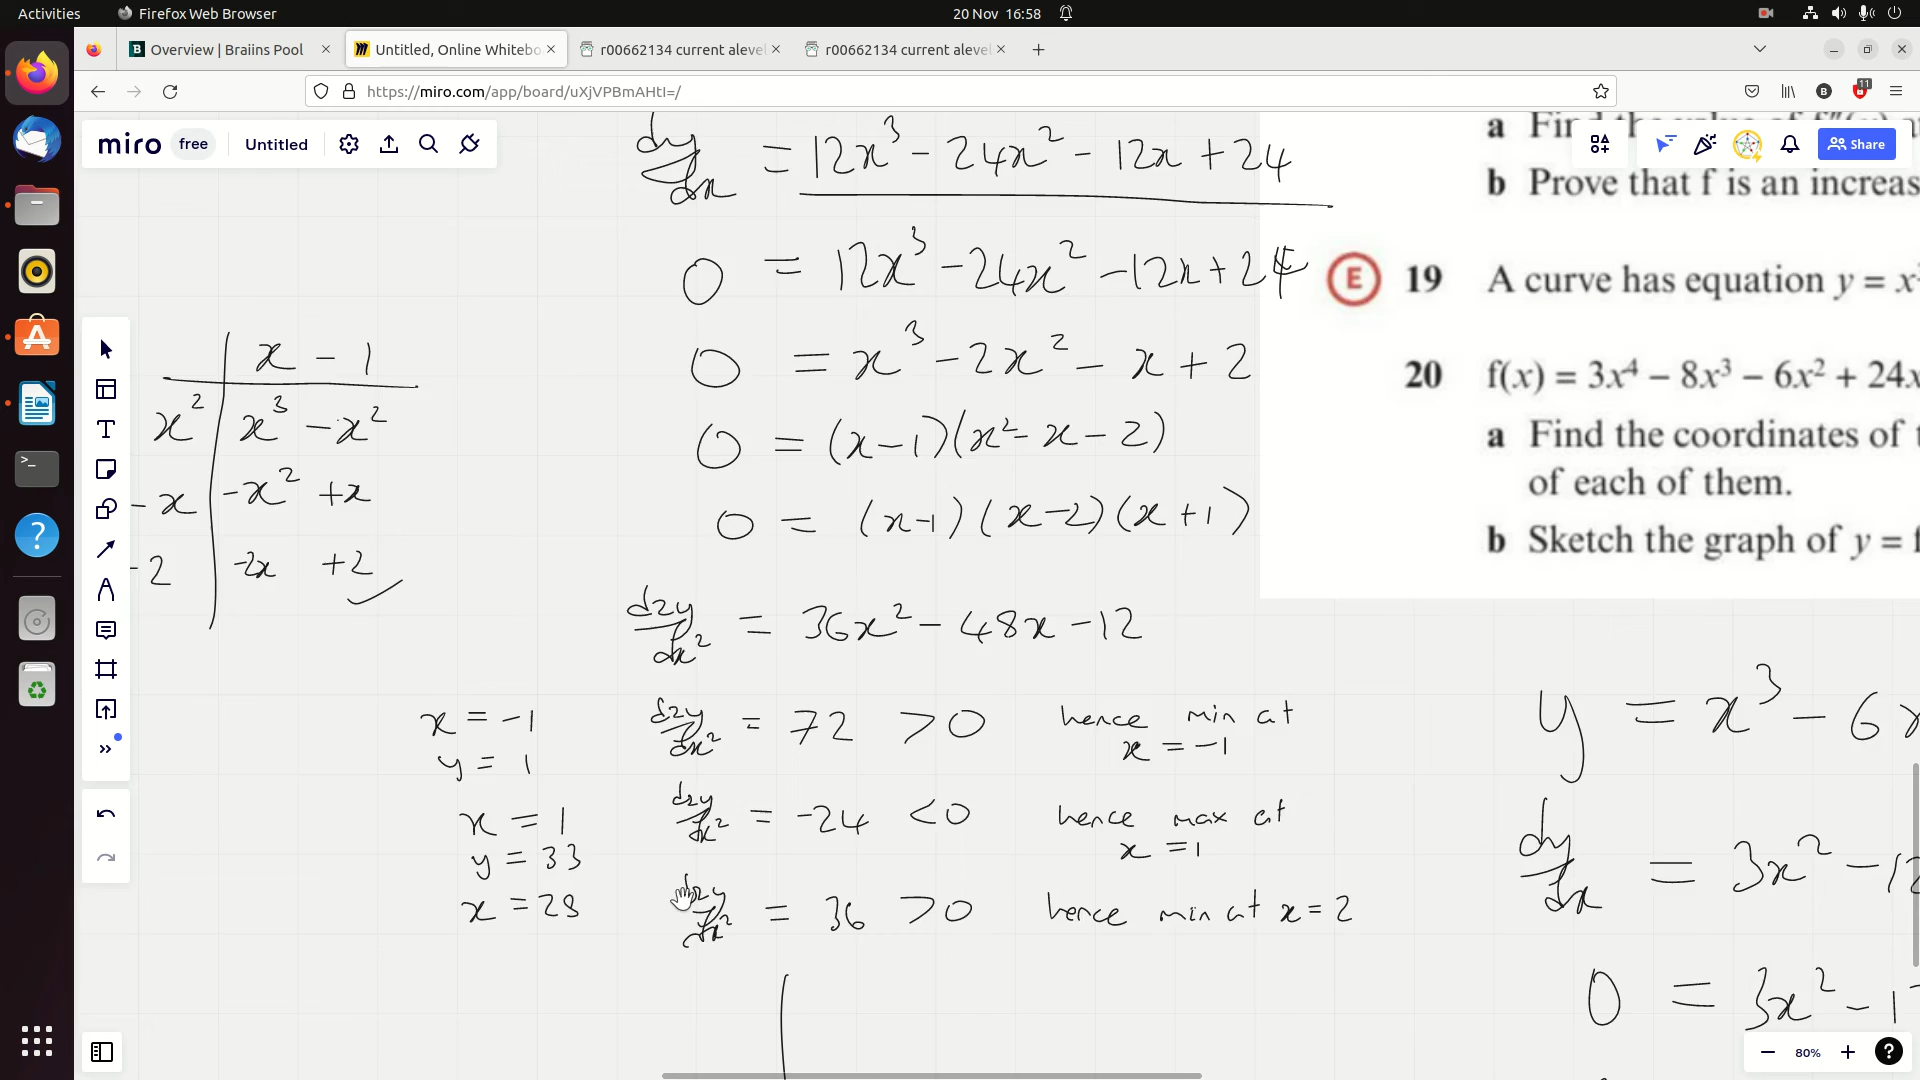 Activities Firefox Web Browser 20 Nov 16:58
Overview | Braiins Pool Untitled, Online Whitebo r00662134 current alevel r00662134 current alevel
https://miro.com/app/board/uXjVPBmAHtI=/ 11
miro free Untitled Share
dy/dx = 12x³ - 24x² - 12x + 24
0 = 12x³ - 24x² - 12x + 24
0 = x³ - 2x² - x + 2
0 = (x-1)(x² - x - 2)
0 = (x-1)(x-2)(x+1)
x - 1
x² x³ - x²
-x -x² +x
-2 -2x +2
d2y/dx² = 36x² - 48x - 12
x = -1 d2y/dx² = 72 >0 hence min at
y = 1 x = -1
x = 1 d2y/dx² = -24 <0 hence max at
y = 33 x = 1
x = 28 d2y/dx² = 36 >0 hence min at x = 2
a
b Prove that f is an increas
E 19 A curve has equation y = x
20 f(x) = 3x⁴ − 8x³ − 6x² + 24x
a Find the coordinates of
of each of them.
b Sketch the graph of y = f
y = x³ - 6
dy/dx = 3x² - 12
0 = 3x² - 1
80%